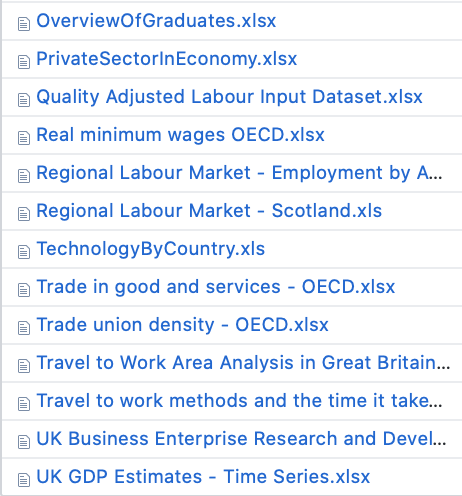 OverviewOfGraduates.xlsx
PrivateSectorInEconomy.xlsx
Quality Adjusted Labour Input Dataset.xlsx
Real minimum wages OECD.xlsx
Regional Labour Market - Employment by A...
Regional Labour Market - Scotland.xls
TechnologyByCountry.xls
Trade in good and services - OECD.xlsx
Trade union density - OECD.xlsx
Travel to Work Area Analysis in Great Britain...
Travel to work methods and the time it take...
UK Business Enterprise Research and Devel...
UK GDP Estimates - Time Series.xlsx